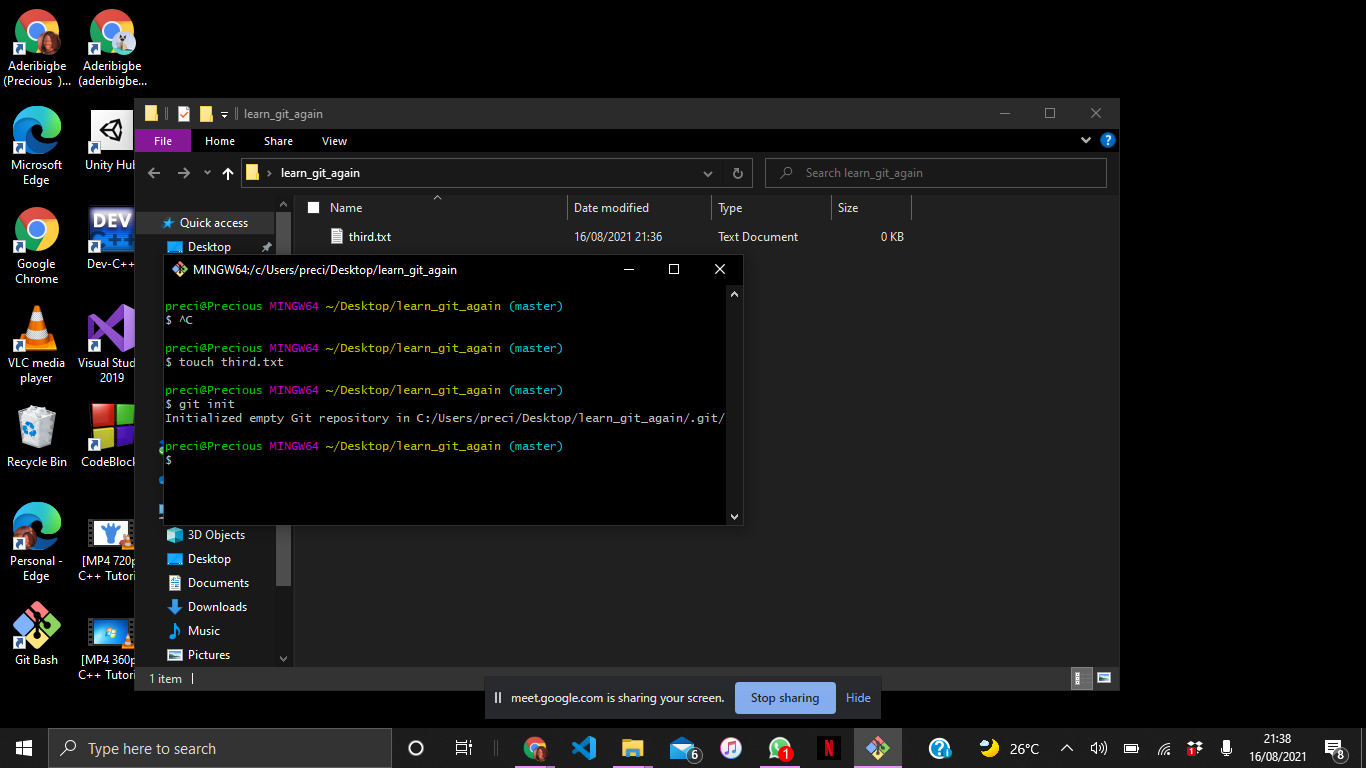 Aderibigbe
(Precious )...
Aderibigbe
(aderibigbe...
Microsoft
Edge
Unity Hub
Google
Chrome
DEV
Dev-C++
VLC media
player
Visual Studi
2019
Recycle Bin
CodeBlock
Personal -
Edge
[MP4 720p
C++ Tutori
Git Bash
[MP4 360p
C++ Tutori
learn_git_again
File Home Share View
learn_git_again
Search learn_git_again
Name Date modified Type Size
Quick access
Desktop
third.txt 16/08/2021 21:36 Text Document 0 KB
MINGW64:/c/Users/preci/Desktop/learn_git_again
preci@Precious MINGW64 ~/Desktop/learn_git_again (master)
$ ^C
preci@Precious MINGW64 ~/Desktop/learn_git_again (master)
$ touch third.txt
preci@Precious MINGW64 ~/Desktop/learn_git_again (master)
$ git init
Initialized empty Git repository in C:/Users/preci/Desktop/learn_git_again/.git/
preci@Precious MINGW64 ~/Desktop/learn_git_again (master)
$
3D Objects
Desktop
Documents
Downloads
Music
Pictures
1 item
meet.google.com is sharing your screen. Stop sharing Hide
Type here to search
6
1
N
26°C
1
21:38
16/08/2021
8